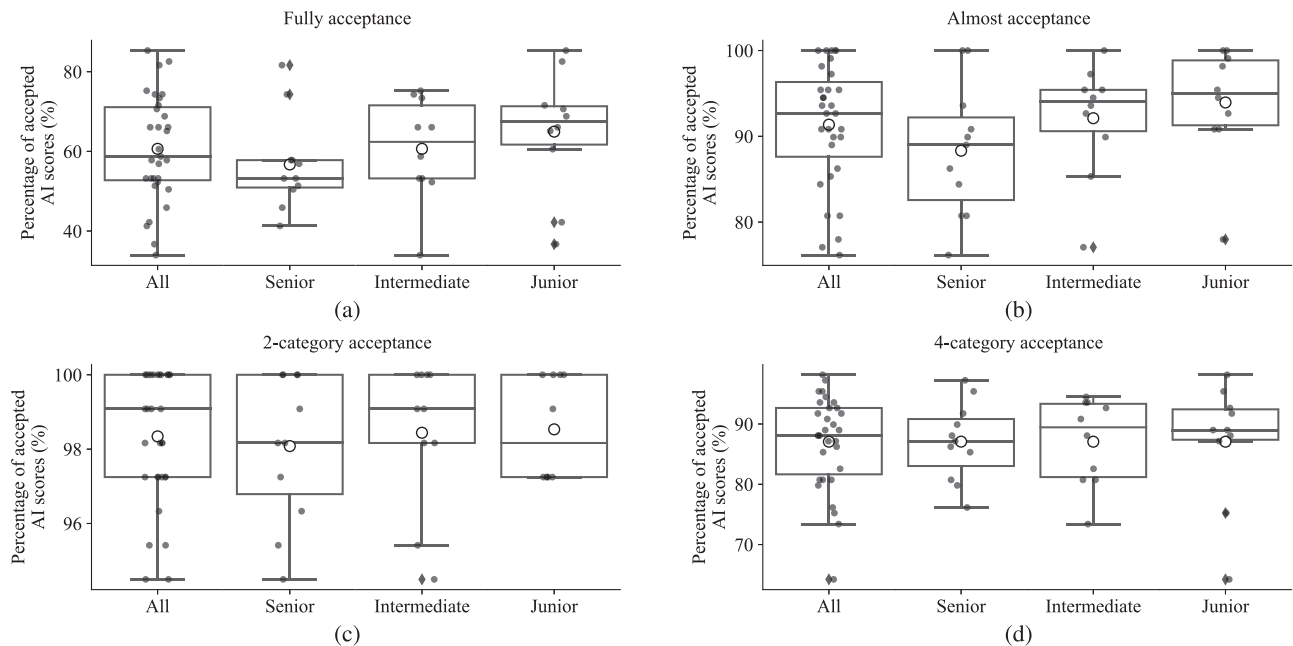 Fully acceptance
Percentage of accepted
AI scores (%)
80
60
40
All Senior Intermediate Junior
(a)
Almost acceptance
Percentage of accepted
AI scores (%)
100
90
80
All Senior Intermediate Junior
(b)
2-category acceptance
Percentage of accepted
AI scores (%)
100
98
96
All Senior Intermediate Junior
(c)
4-category acceptance
Percentage of accepted
AI scores (%)
90
80
70
All Senior Intermediate Junior
(d)